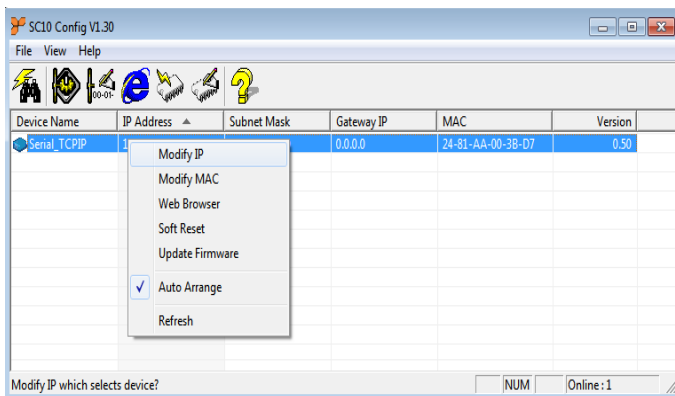 SC10 Config V1.30
File View Help
00-01-
Device Name IP Address Subnet Mask Gateway IP MAC Version
Serial_TCPIP 1 0.0.0.0 24-81-AA-00-3B-D7 0.50
Modify IP
Modify MAC
Web Browser
Soft Reset
Update Firmware
Auto Arrange
Refresh
Modify IP which selects device? NUM Online : 1